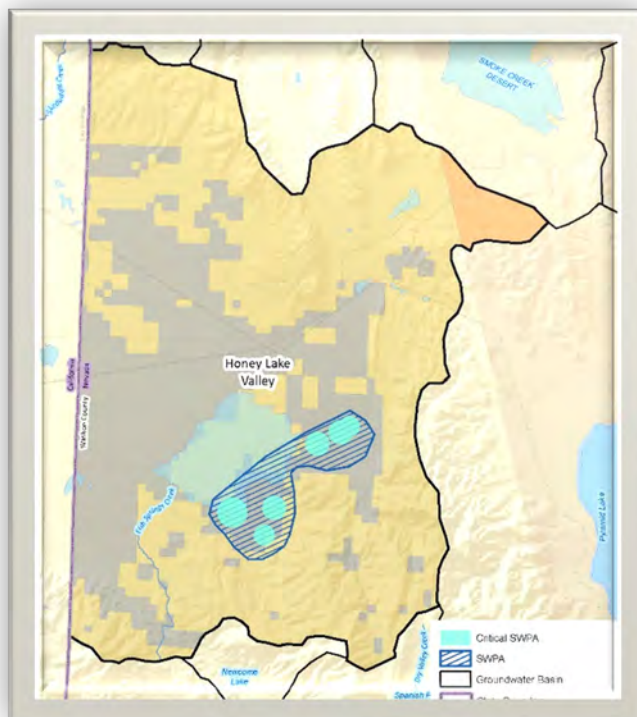 SMOKE CREEK
DESERT
Honey Lake
Valley
California
Nevada
Washoe County
Fish Springs Creek
Pyramid Lake
Newcomb
Lake
Dry Valley Creek
Critical SWPA
SWPA
Groundwater Basin